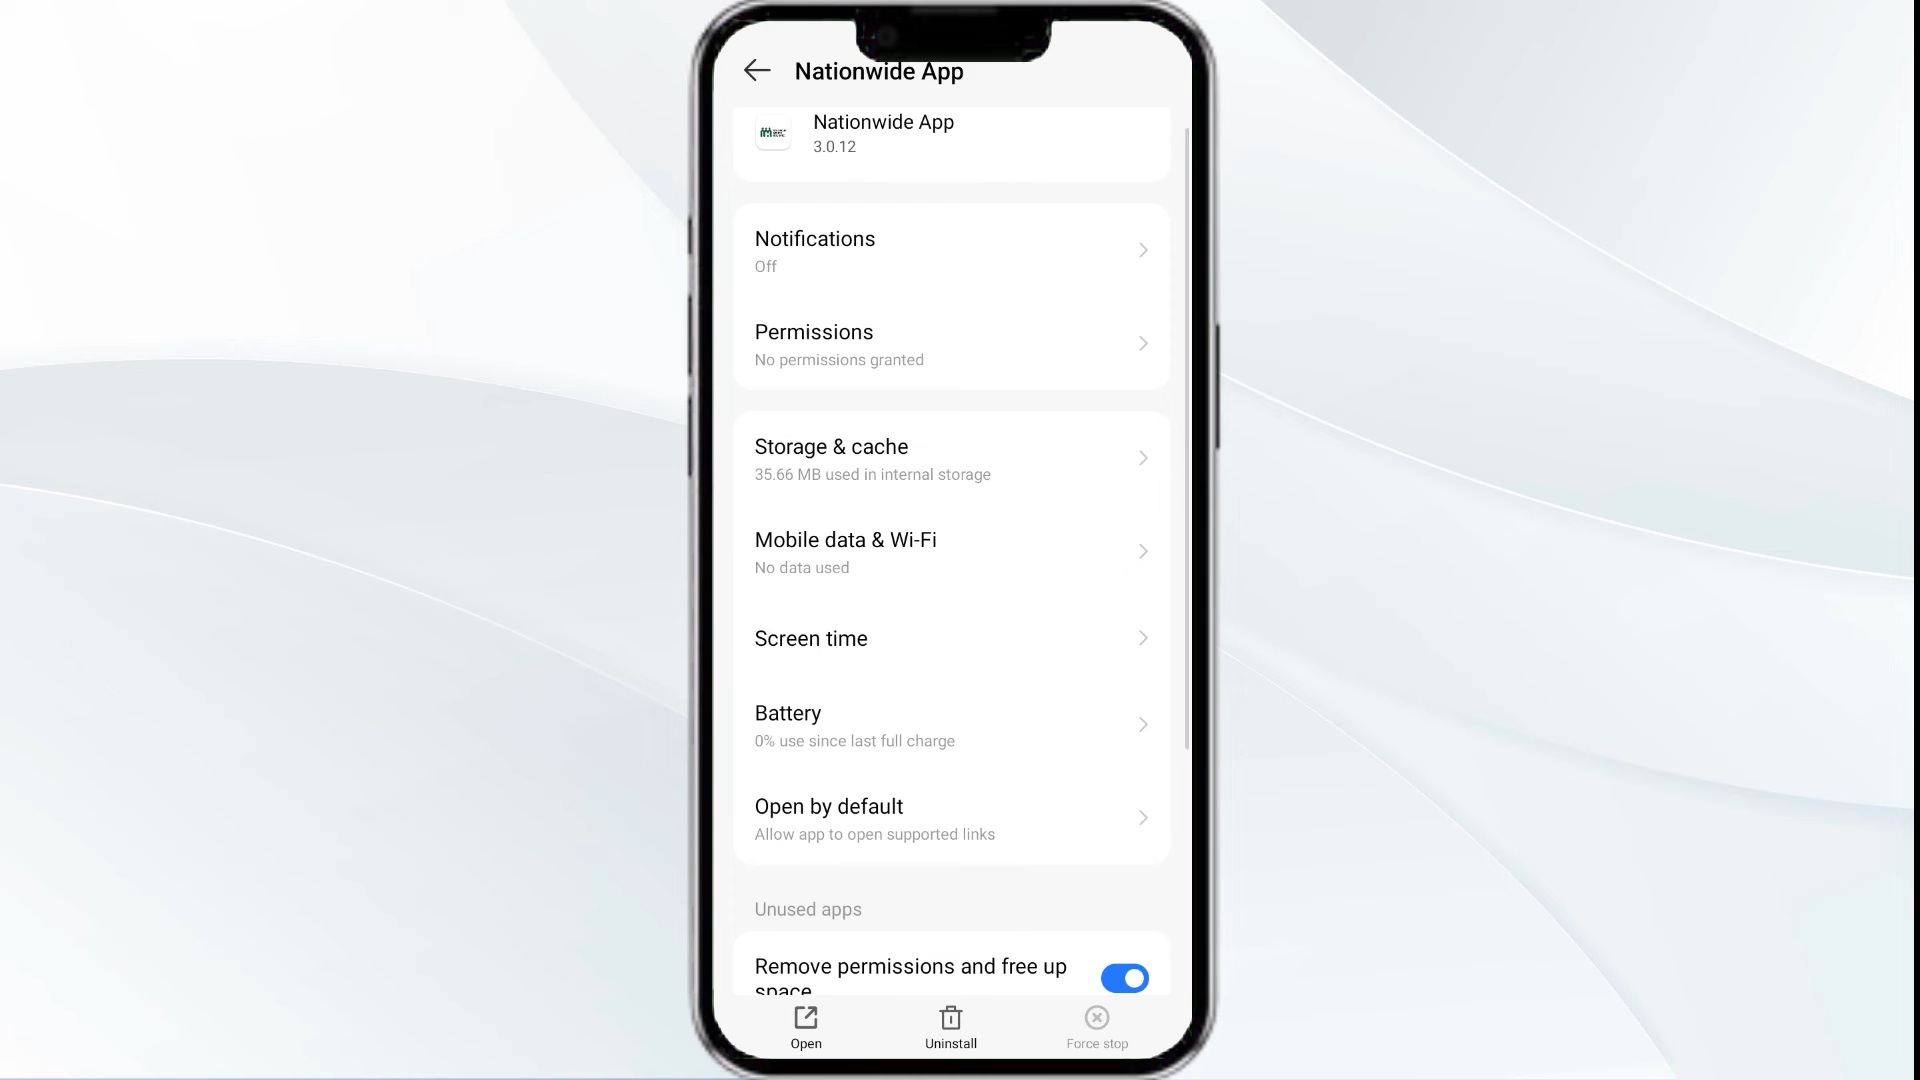 Nationwide App
Nationwide App
3.0.12
Notifications
Off
Permissions
No permissions granted
Storage & cache
35.66 MB used in internal storage
Mobile data & Wi-Fi
No data used
Screen time
Battery
0% use since last full charge
Open by default
Allow app to open supported links
Unused apps
Remove permissions and free up
space
Open
Uninstall
Force stop